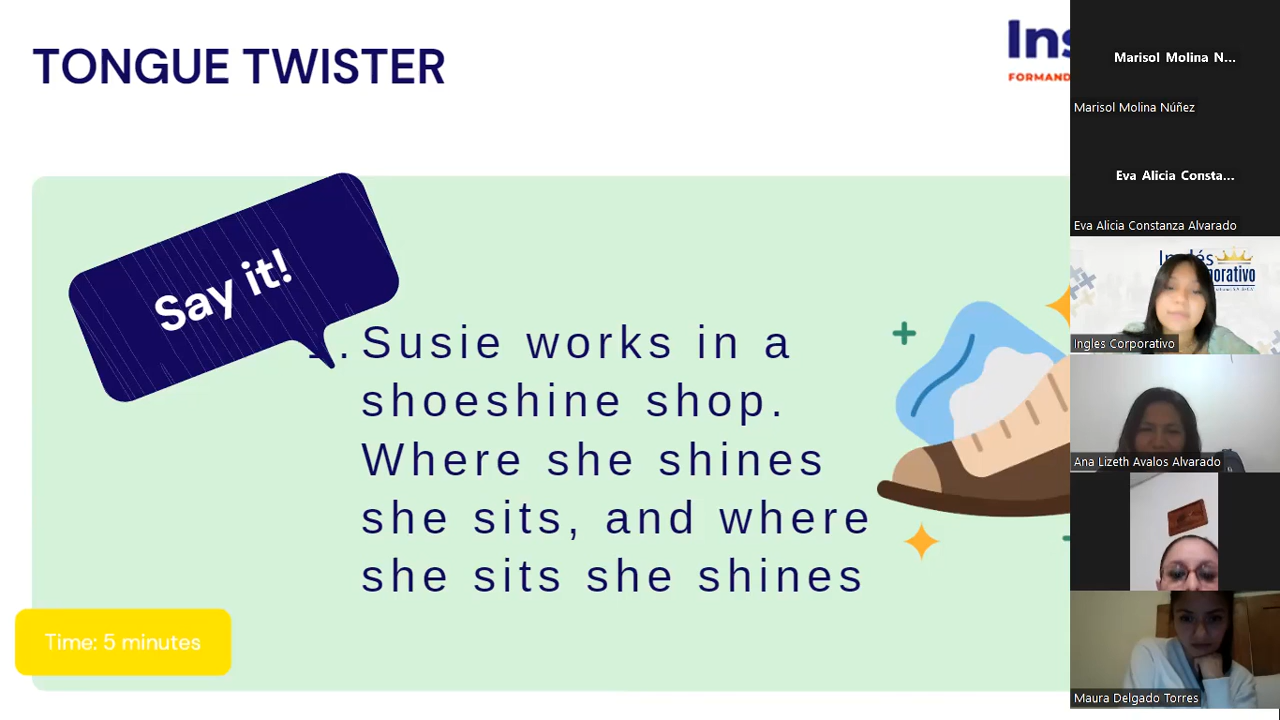 TONGUE TWISTER
Ins
FORMAND
Say it!
Susie works in a
shoeshine shop.
Where she shines
she sits, and where
she sits she shines
Time: 5 minutes
Marisol Molina N...
Marisol Molina Núñez
Eva Alicia Consta...
Eva Alicia Constanza Alvarado
Ingles Corporativo
Ana Lizeth Avalos Alvarado
Maura Delgado Torres